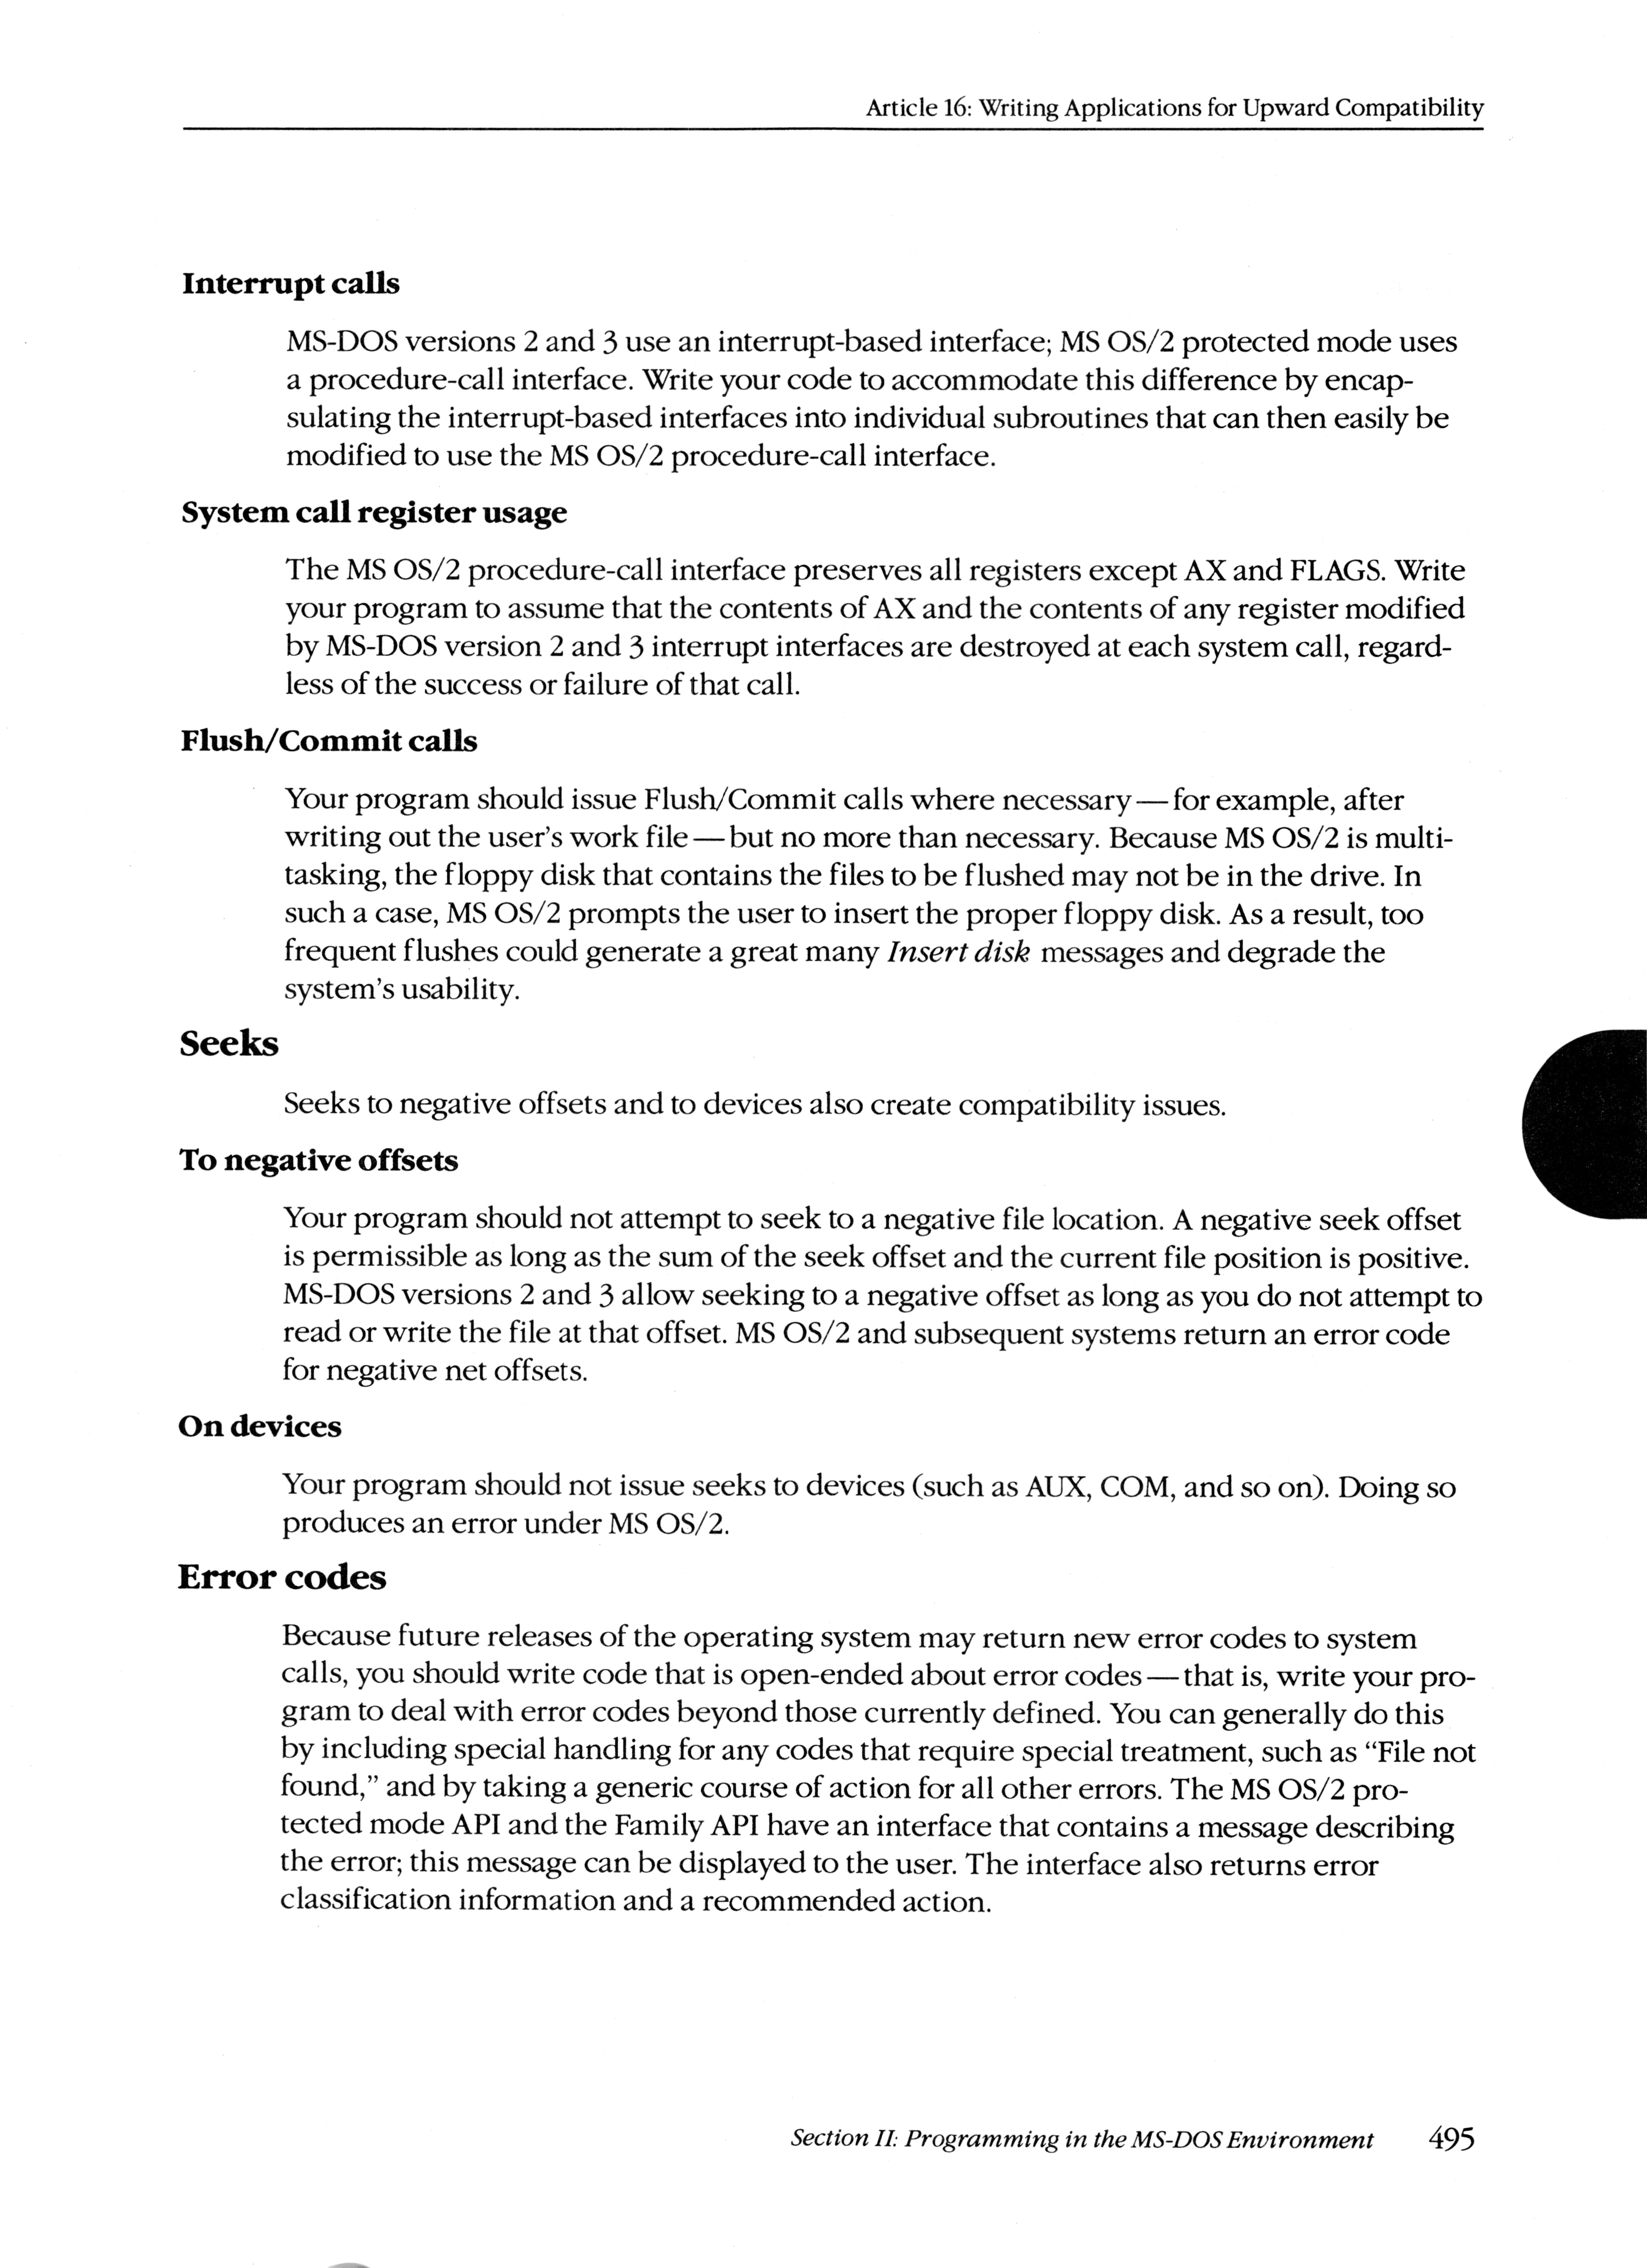 Article 16: Writing Applications for Upward Compatibility
Interrupt calls
MS-DOS versions 2 and 3 use an interrupt-based interface; MS OS/2 protected mode uses
a procedure-call interface. Write your code to accommodate this difference by encap-
sulating the interrupt-based interfaces into individual subroutines that can then easily be
modified to use the MS OS/2 procedure-call interface.
System call register usage
The MS OS/2 procedure-call interface preserves all registers except AX and FLAGS. Write
your program to assume that the contents of AX and the contents of any register modified
by MS-DOS version 2 and 3 interrupt interfaces are destroyed at each system call, regard-
less of the success or failure of that call.
Flush/Commit calls
Your program should issue Flush/Commit calls where necessary — for example, after
writing out the user's work file — but no more than necessary. Because MS OS/2 is multi-
tasking, the floppy disk that contains the files to be flushed may not be in the drive. In
such a case, MS OS/2 prompts the user to insert the proper floppy disk. As a result, too
frequent flushes could generate a great many Insert disk messages and degrade the
system's usability.
Seeks
Seeks to negative offsets and to devices also create compatibility issues.
To negative offsets
Your program should not attempt to seek to a negative file location. A negative seek offset
is permissible as long as the sum of the seek offset and the current file position is positive.
MS-DOS versions 2 and 3 allow seeking to a negative offset as long as you do not attempt to
read or write the file at that offset. MS OS/2 and subsequent systems return an error code
for negative net offsets.
On devices
Your program should not issue seeks to devices (such as AUX, COM, and so on). Doing so
produces an error under MS OS/2.
Error codes
Because future releases of the operating system may return new error codes to system
calls, you should write code that is open-ended about error codes — that is, write your pro-
gram to deal with error codes beyond those currently defined. You can generally do this
by including special handling for any codes that require special treatment, such as “File not
found,” and by taking a generic course of action for all other errors. The MS OS/2 pro-
tected mode API and the Family API have an interface that contains a message describing
the error; this message can be displayed to the user. The interface also returns error
classification information and a recommended action.
Section II: Programming in the MS-DOS Environment 495